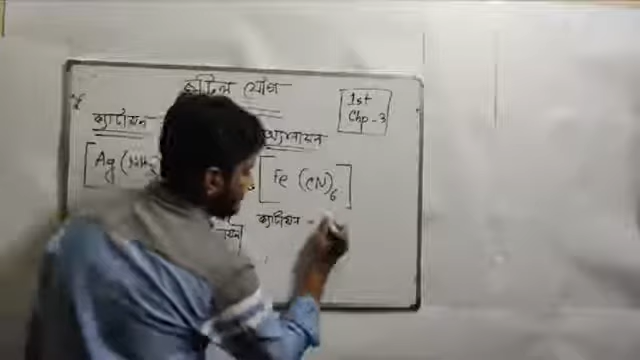 জটিল যৌগ
1st
Chp-3
ক্যাটায়ন
অ্যানায়ন
[Ag (NH3
[Fe (CN)6]
ক্যাটায়ন -